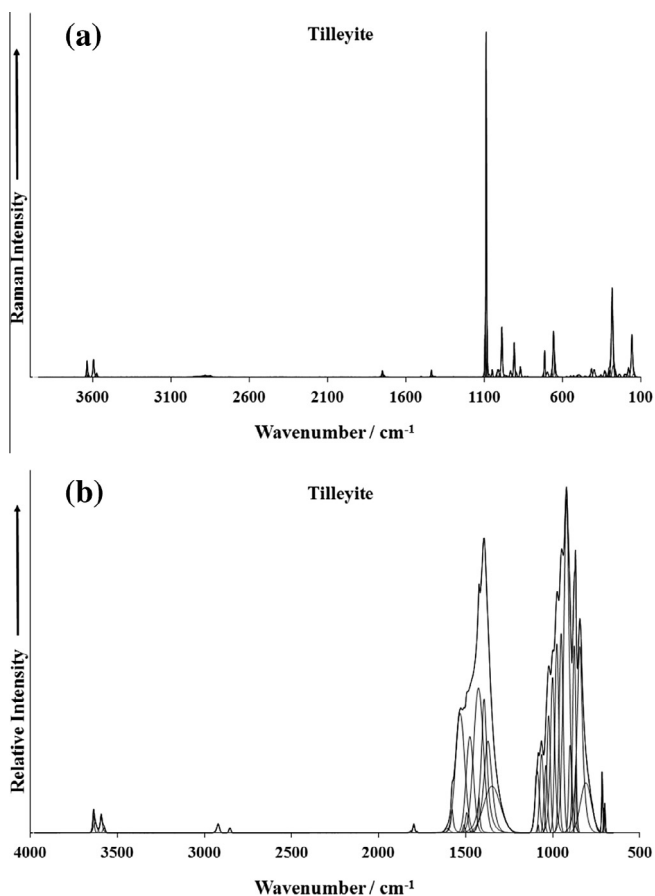 (a)
Tilleyite
Raman Intensity
3600 3100 2600 2100 1600 1100 600 100
Wavenumber / cm-1
(b)
Tilleyite
Relative Intensity
4000 3500 3000 2500 2000 1500 1000 500
Wavenumber / cm-1